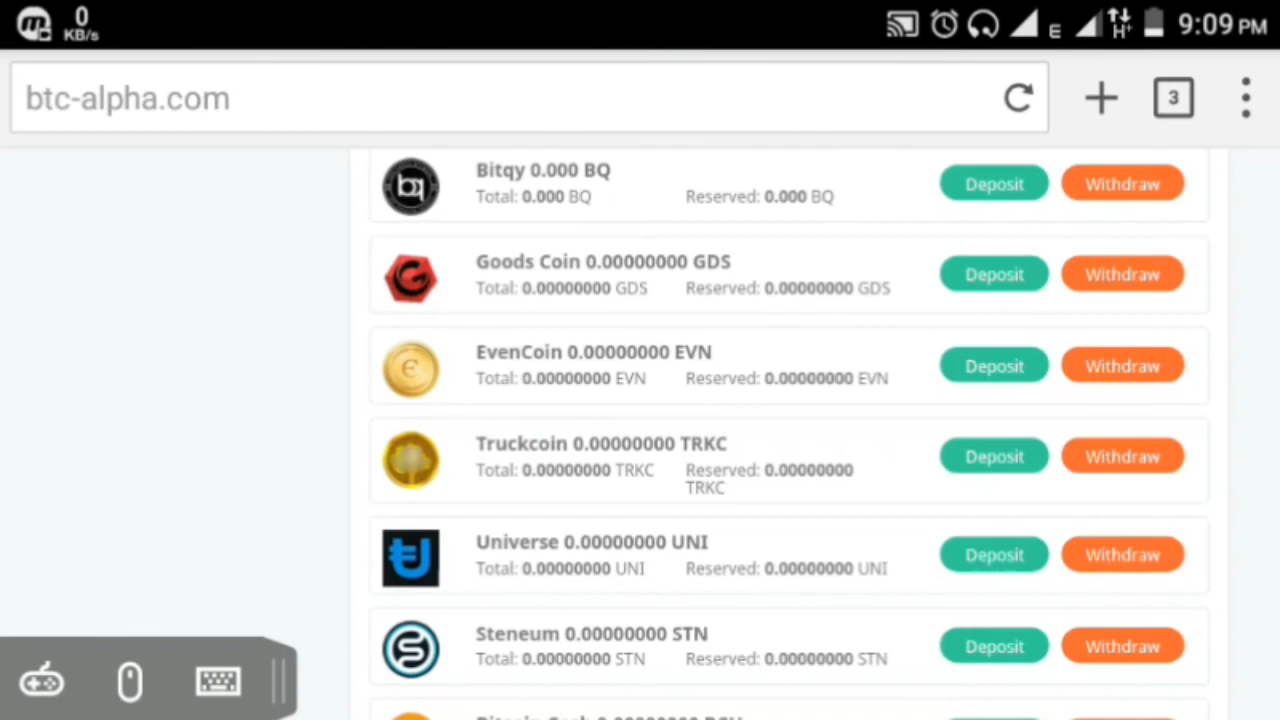 0
KB/s
E
H+
9:09 PM
btc-alpha.com
3
Bitqy 0.000 BQ
Total: 0.000 BQ Reserved: 0.000 BQ
Deposit Withdraw
Goods Coin 0.00000000 GDS
Total: 0.00000000 GDS Reserved: 0.00000000 GDS
Deposit Withdraw
EvenCoin 0.00000000 EVN
Total: 0.00000000 EVN Reserved: 0.00000000 EVN
Deposit Withdraw
Truckcoin 0.00000000 TRKC
Total: 0.00000000 TRKC Reserved: 0.00000000
TRKC
Deposit Withdraw
Universe 0.00000000 UNI
Total: 0.00000000 UNI Reserved: 0.00000000 UNI
Deposit Withdraw
Steneum 0.00000000 STN
Total: 0.00000000 STN Reserved: 0.00000000 STN
Deposit Withdraw